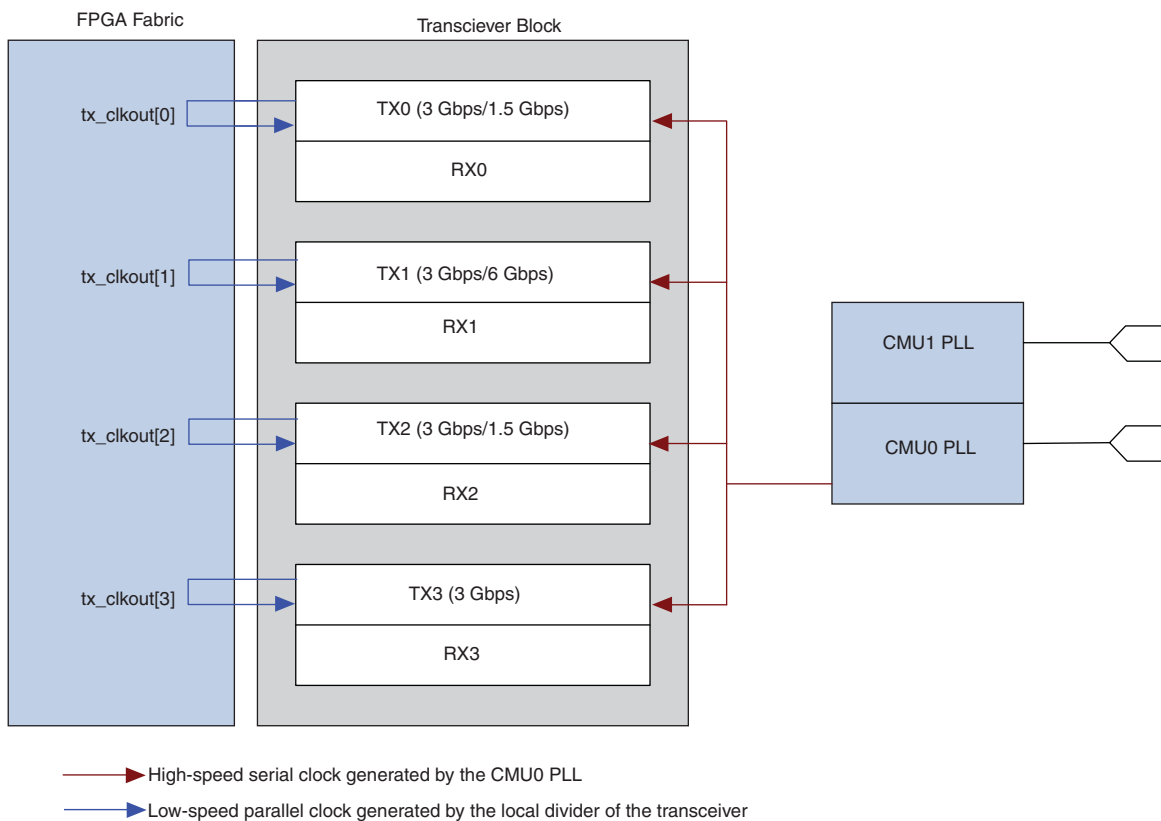 FPGA Fabric
Transciever Block
tx_clkout[0]
TX0 (3 Gbps/1.5 Gbps)
RX0
tx_clkout[1]
TX1 (3 Gbps/6 Gbps)
RX1
CMU1 PLL
tx_clkout[2]
TX2 (3 Gbps/1.5 Gbps)
CMU0 PLL
RX2
tx_clkout[3]
TX3 (3 Gbps)
RX3
High-speed serial clock generated by the CMU0 PLL
Low-speed parallel clock generated by the local divider of the transceiver